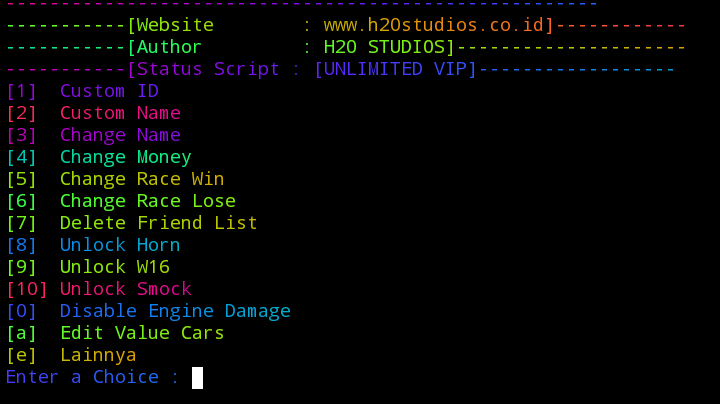 -----------[Website        : www.h2Ostudios.co.id]------------
-----------[Author         : H2O STUDIOS]---------------------
-----------[Status Script : [UNLIMITED VIP]------------------
[1]  Custom ID
[2]  Custom Name
[3]  Change Name
[4]  Change Money
[5]  Change Race Win
[6]  Change Race Lose
[7]  Delete Friend List
[8]  Unlock Horn
[9]  Unlock W16
[10] Unlock Smock
[0]  Disable Engine Damage
[a]  Edit Value Cars
[e]  Lainnya
Enter a Choice :